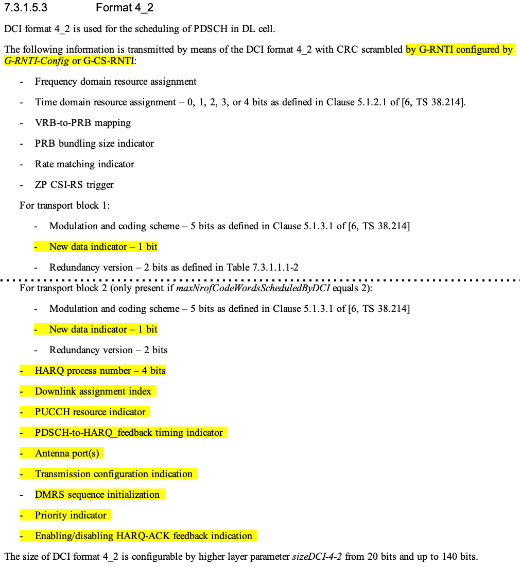 7.3.1.5.3 Format 4_2
DCI format 4_2 is used for the scheduling of PDSCH in DL cell.
The following information is transmitted by means of the DCI format 4_2 with CRC scrambled by G-RNTI configured by
G-RNTI-Config or G-CS-RNTI:
- Frequency domain resource assignment
- Time domain resource assignment – 0, 1, 2, 3, or 4 bits as defined in Clause 5.1.2.1 of [6, TS 38.214].
- VRB-to-PRB mapping
- PRB bundling size indicator
- Rate matching indicator
- ZP CSI-RS trigger
For transport block 1:
- Modulation and coding scheme – 5 bits as defined in Clause 5.1.3.1 of [6, TS 38.214]
- New data indicator – 1 bit
- Redundancy version – 2 bits as defined in Table 7.3.1.1.1-2
For transport block 2 (only present if maxNrofCodeWordsScheduledByDCI equals 2):
- Modulation and coding scheme – 5 bits as defined in Clause 5.1.3.1 of [6, TS 38.214]
- New data indicator – 1 bit
- Redundancy version – 2 bits
- HARQ process number – 4 bits
- Downlink assignment index
- PUCCH resource indicator
- PDSCH-to-HARQ_feedback timing indicator
- Antenna port(s)
- Transmission configuration indication
- DMRS sequence initialization
- Priority indicator
- Enabling/disabling HARQ-ACK feedback indication
The size of DCI format 4_2 is configurable by higher layer parameter sizeDCI-4-2 from 20 bits and up to 140 bits.